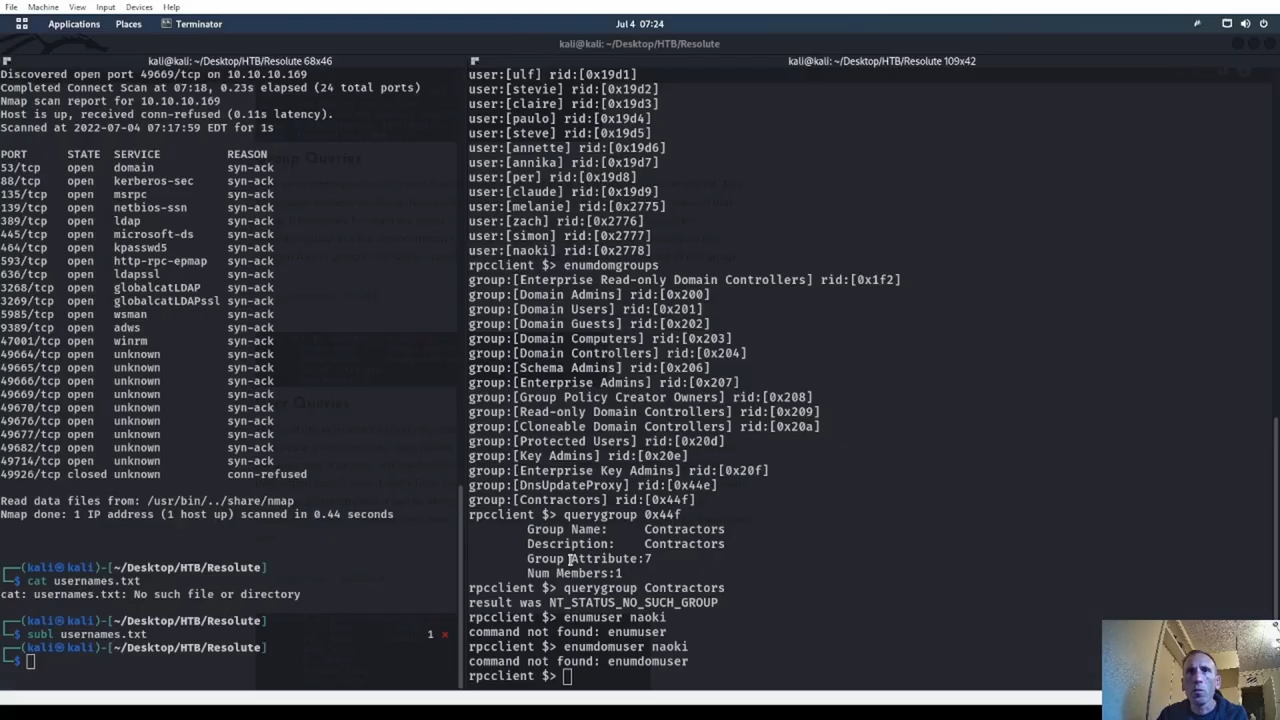 File Machine View Input Devices Help
Applications Places Terminator
Jul 4 07:24
kali@kali: ~/Desktop/HTB/Resolute
kali@kali: ~/Desktop/HTB/Resolute 68x46
Discovered open port 49669/tcp on 10.10.10.169
Completed Connect Scan at 07:18, 0.23s elapsed (24 total ports)
Nmap scan report for 10.10.10.169
Host is up, received conn-refused (0.11s latency).
Scanned at 2022-07-04 07:17:59 EDT for 1s
PORT STATE SERVICE REASON
53/tcp open domain syn-ack
88/tcp open kerberos-sec syn-ack
135/tcp open msrpc syn-ack
139/tcp open netbios-ssn syn-ack
389/tcp open ldap syn-ack
445/tcp open microsoft-ds syn-ack
464/tcp open kpasswd5 syn-ack
593/tcp open http-rpc-epmap syn-ack
636/tcp open ldapssl syn-ack
3268/tcp open globalcatLDAP syn-ack
3269/tcp open globalcatLDAPssl syn-ack
5985/tcp open wsman syn-ack
9389/tcp open adws syn-ack
47001/tcp open winrm syn-ack
49664/tcp open unknown syn-ack
49665/tcp open unknown syn-ack
49666/tcp open unknown syn-ack
49669/tcp open unknown syn-ack
49670/tcp open unknown syn-ack
49676/tcp open unknown syn-ack
49677/tcp open unknown syn-ack
49682/tcp open unknown syn-ack
49714/tcp open unknown syn-ack
49926/tcp closed unknown conn-refused
Read data files from: /usr/bin/../share/nmap
Nmap done: 1 IP address (1 host up) scanned in 0.44 seconds
┌──(kali㉿kali)-[~/Desktop/HTB/Resolute]
└─$ cat usernames.txt
cat: usernames.txt: No such file or directory
┌──(kali㉿kali)-[~/Desktop/HTB/Resolute]
└─$ subl usernames.txt 1 ⨯
┌──(kali㉿kali)-[~/Desktop/HTB/Resolute]
└─$
kali@kali: ~/Desktop/HTB/Resolute 109x42
user:[ulf] rid:[0x19d1]
user:[stevie] rid:[0x19d2]
user:[claire] rid:[0x19d3]
user:[paulo] rid:[0x19d4]
user:[steve] rid:[0x19d5]
user:[annette] rid:[0x19d6]
user:[annika] rid:[0x19d7]
user:[per] rid:[0x19d8]
user:[claude] rid:[0x19d9]
user:[melanie] rid:[0x2775]
user:[zach] rid:[0x2776]
user:[simon] rid:[0x2777]
user:[naoki] rid:[0x2778]
rpcclient $> enumdomgroups
group:[Enterprise Read-only Domain Controllers] rid:[0x1f2]
group:[Domain Admins] rid:[0x200]
group:[Domain Users] rid:[0x201]
group:[Domain Guests] rid:[0x202]
group:[Domain Computers] rid:[0x203]
group:[Domain Controllers] rid:[0x204]
group:[Schema Admins] rid:[0x206]
group:[Enterprise Admins] rid:[0x207]
group:[Group Policy Creator Owners] rid:[0x208]
group:[Read-only Domain Controllers] rid:[0x209]
group:[Cloneable Domain Controllers] rid:[0x20a]
group:[Protected Users] rid:[0x20d]
group:[Key Admins] rid:[0x20e]
group:[Enterprise Key Admins] rid:[0x20f]
group:[DnsUpdateProxy] rid:[0x44e]
group:[Contractors] rid:[0x44f]
rpcclient $> querygroup 0x44f
Group Name: Contractors
Description: Contractors
Group Attribute:7
Num Members:1
rpcclient $> querygroup Contractors
result was NT_STATUS_NO_SUCH_GROUP
rpcclient $> enumuser naoki
command not found: enumuser
rpcclient $> enumdomuser naoki
command not found: enumdomuser
rpcclient $>